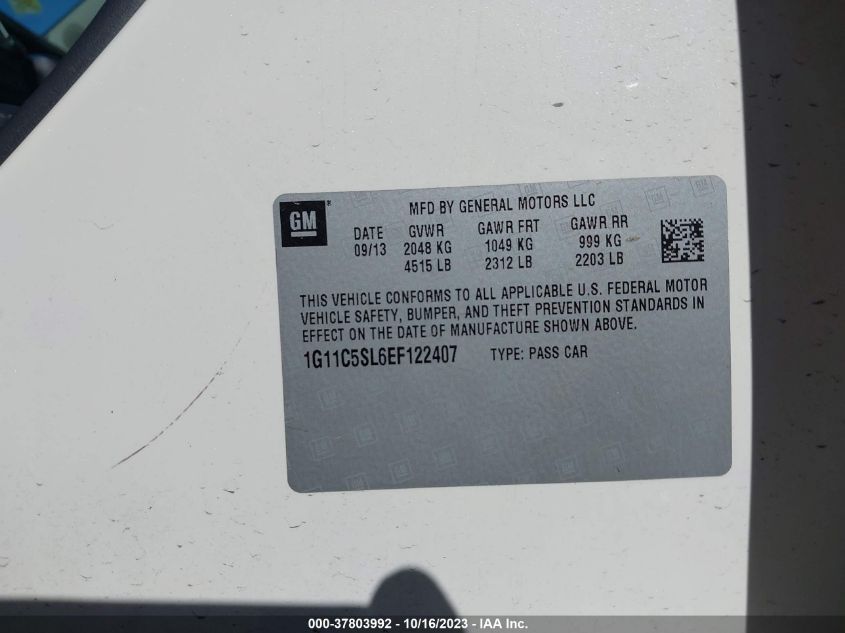 GM
MFD BY GENERAL MOTORS LLC
DATE GVWR GAWR FRT GAWR RR
09/13 2048 KG 1049 KG 999 KG
4515 LB 2312 LB 2203 LB
THIS VEHICLE CONFORMS TO ALL APPLICABLE U.S. FEDERAL MOTOR
VEHICLE SAFETY, BUMPER, AND THEFT PREVENTION STANDARDS IN
EFFECT ON THE DATE OF MANUFACTURE SHOWN ABOVE.
1G11C5SL6EF122407 TYPE: PASS CAR
000-37803992 - 10/16/2023 - IAA Inc.